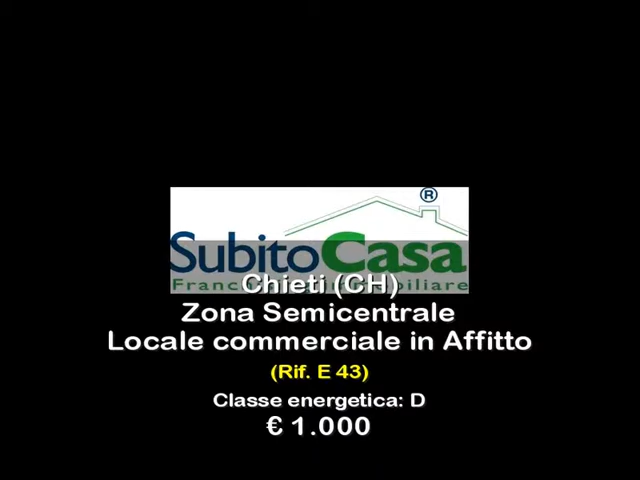 ®
SubitoCasa
Chieti (CH)
Zona Semicentrale
Locale commerciale in Affitto
(Rif. E 43)
Classe energetica: D
€ 1.000